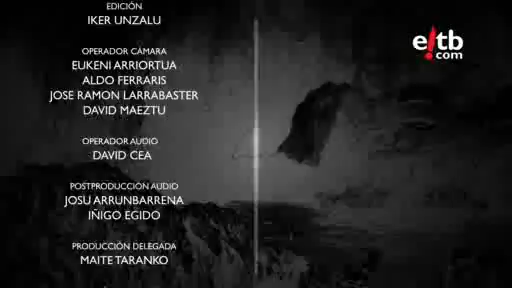 EDICIÓN
IKER UNZALU
OPERADOR CÁMARA
EUKENI ARRIORTUA
ALDO FERRARIS
JOSE RAMON LARRABASTER
DAVID MAEZTU
OPERADOR AUDIO
DAVID CEA
POSTPRODUCCIÓN AUDIO
JOSU ARRUNBARRENA
IÑIGO EGIDO
PRODUCCIÓN DELEGADA
MAITE TARANKO
e!tb
.com